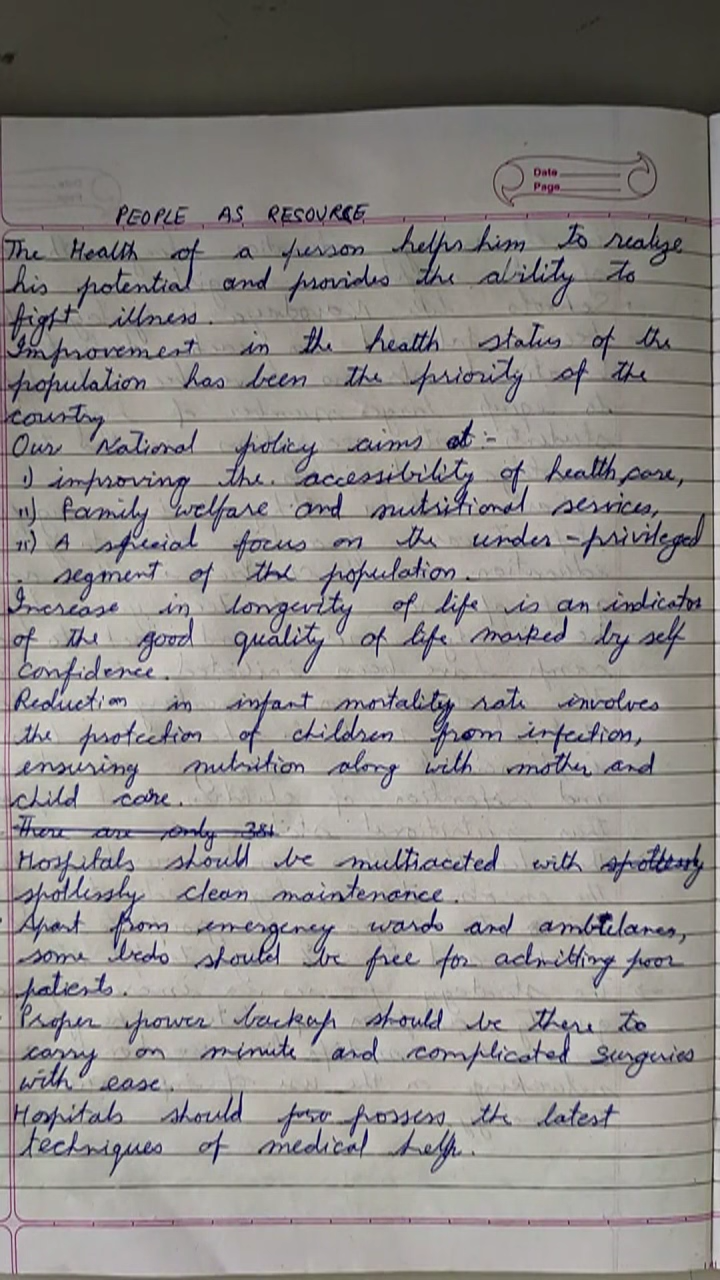 Date
Page
PEOPLE AS RESOURCE
The Health of a person helps him to realize
his potential and provides the ability to
fight illness.
Improvement in the health status of the
population has been the priority of the
country
Our National policy aims at :-
i) improving the accessibility of health care,
ii) Family welfare and nutritional services,
iii) A special focus on the under-privileged
segment of the population.
Increase in longevity of life is an indicator
of the good quality of life marked by self
confidence.
Reduction in infant mortality rate involves
the protection of children from infection,
ensuring nutrition along with mother and
child care.
There are only 381
Hospitals should be multiaceted with spotlessly
spotlessly clean maintenance.
Apart from emergency wards and
some beds should be free for admitting poor
patients.
Proper power backup should be there to
carry on minute and complicated surgeries
with ease.
Hospitals should possess the latest
techniques of medical help.